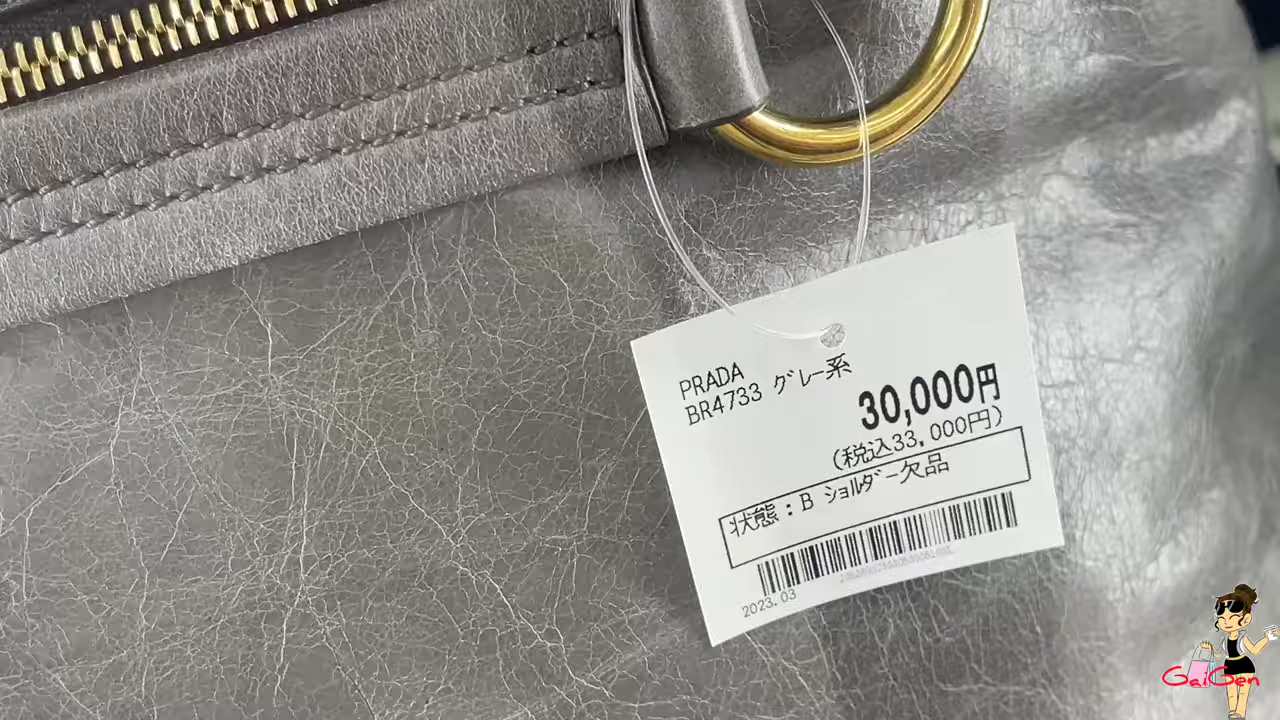 PRADA
BR4733 グレー系
30,000円
(税込33,000円)
状態：B ショルダー欠品
2023.03
GaiGen